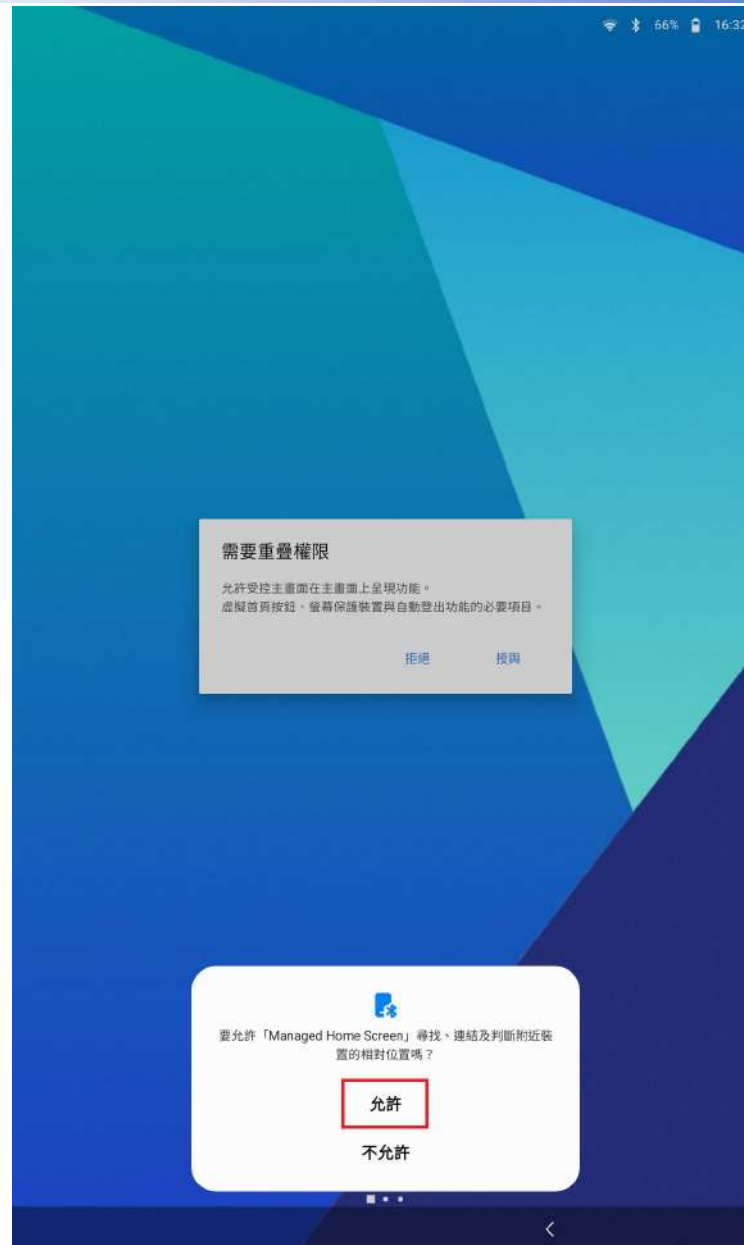 66% 16:32
需要重疊權限
允許受控主畫面在主畫面上呈現功能。
虛擬首頁按鈕、螢幕保護裝置與自動登出功能的必要項目。
拒絕 授與
要允許「Managed Home Screen」尋找、連結及判斷附近裝
置的相對位置嗎？
允許
不允許